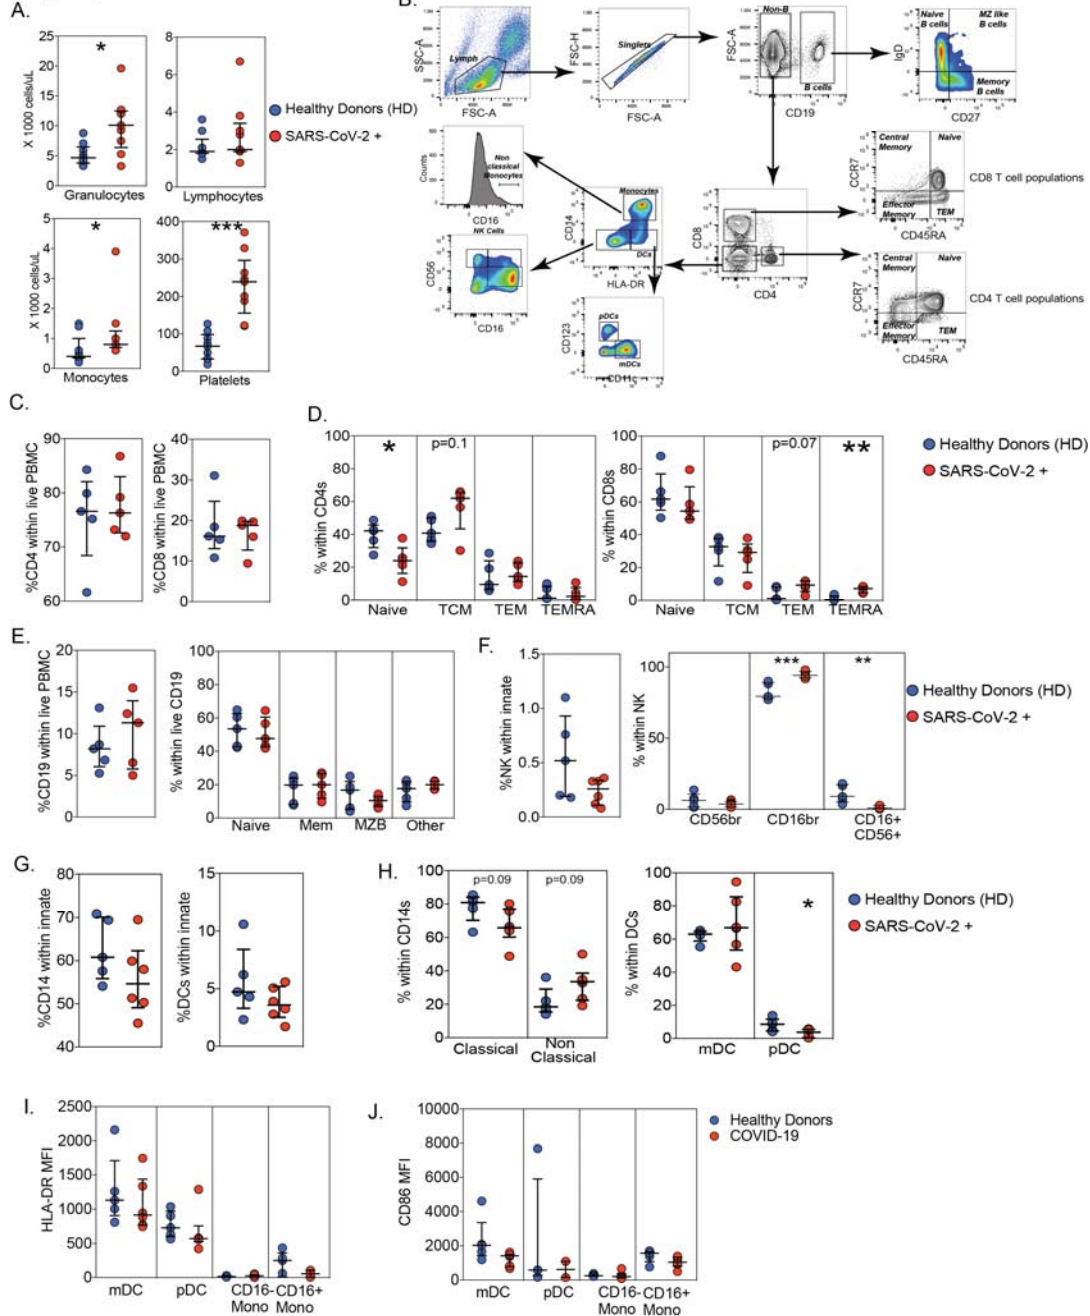 A.
X 1000 cells/uL
25
20
15
10
5
0
*
Granulocytes
8
6
4
2
0
Lymphocytes
Healthy Donors (HD)
SARS-CoV-2 +
X 1000 cells/uL
5
4
3
2
1
0
*
Monocytes
400
300
200
100
0
***
Platelets
B.
SSC-A
Lymph
FSC-A
FSC-H
Singlets
FSC-A
FSC-A
Non-B
B cells
CD19
IgD
Naive B cells
MZ like B cells
Memory B cells
CD27
Counts
Non classical Monocytes
CD16
CD56
NK Cells
CD16
CD14
Monocytes
DCs
HLA-DR
CD123
pDCs
mDCs
CD11c
CD8
CD4
CCR7
Central Memory
Naïve
Effector Memory
TEM
CD45RA
CD8 T cell populations
CCR7
Central Memory
Naive
Effector Memory
TEM
CD45RA
CD4 T cell populations
C.
%CD4 within live PBMC
90
80
70
60
%CD8 within live PBMC
40
30
20
10
0
D.
% within CD4s
100
80
60
40
20
0
*
p=0.1
Naive
TCM
TEM
TEMRA
% within CD8s
100
80
60
40
20
0
p=0.07
**
Naive
TCM
TEM
TEMRA
Healthy Donors (HD)
SARS-CoV-2 +
E.
%CD19 within live PBMC
20
15
10
5
0
% within live CD19
100
80
60
40
20
0
Naive
Mem
MZB
Other
F.
%NK within innate
1.5
1.0
0.5
0.0
% within NK
100
50
0
***
**
CD56br
CD16br
CD16+
CD56+
Healthy Donors (HD)
SARS-CoV-2 +
G.
%CD14 within innate
80
70
60
50
40
%DCs within innate
15
10
5
0
H.
% within CD14s
100
80
60
40
20
0
p=0.09
p=0.09
Classical
Non
Classical
% within DCs
100
80
60
40
20
0
*
mDC
pDC
Healthy Donors (HD)
SARS-CoV-2 +
I.
HLA-DR MFI
2500
2000
1500
1000
500
0
mDC
pDC
CD16-
Mono
CD16+
Mono
J.
CD86 MFI
10000
8000
6000
4000
2000
0
mDC
pDC
CD16-
Mono
CD16+
Mono
Healthy Donors
COVID-19